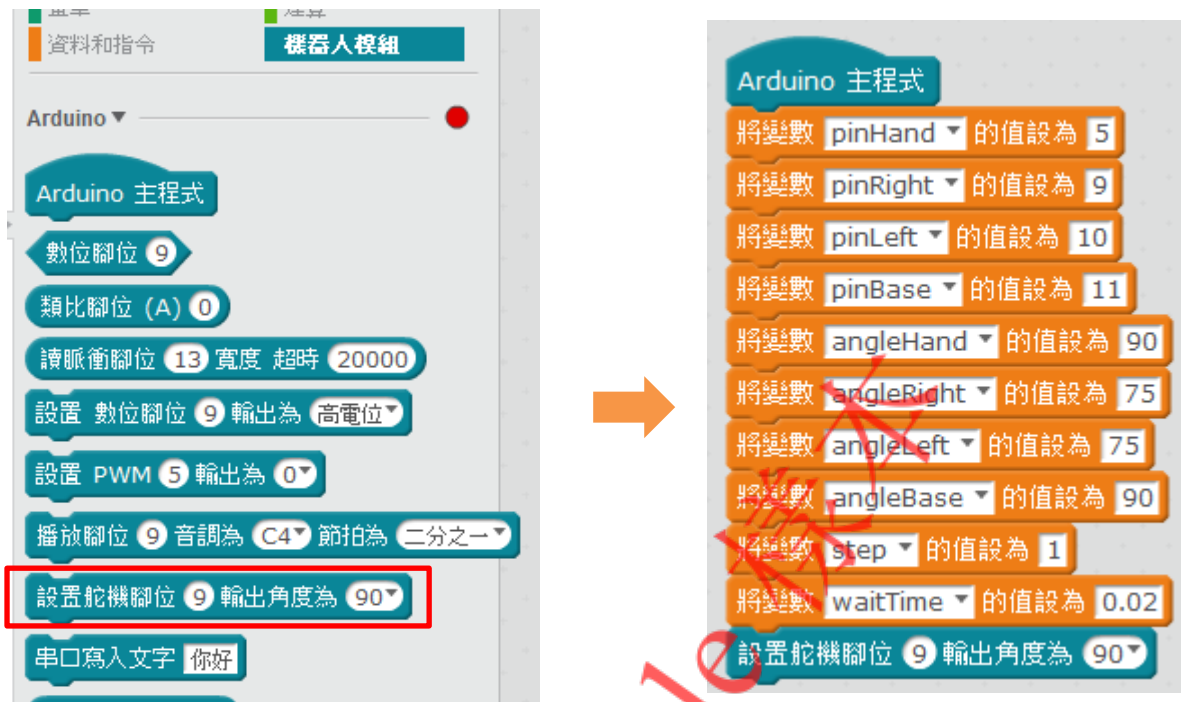 資料和指令
機器人模組
Arduino
Arduino 主程式
數位腳位 9
類比腳位 (A) 0
讀脈衝腳位 13 寬度 超時 20000
設置 數位腳位 9 輸出為 高電位
設置 PWM 5 輸出為 0
播放腳位 9 音調為 C4 節拍為 二分之一
設置舵機腳位 9 輸出角度為 90
串口寫入文字 你好
Arduino 主程式
將變數 pinHand 的值設為 5
將變數 pinRight 的值設為 9
將變數 pinLeft 的值設為 10
將變數 pinBase 的值設為 11
將變數 angleHand 的值設為 90
將變數 angleRight 的值設為 75
將變數 angleLeft 的值設為 75
將變數 angleBase 的值設為 90
將變數 step 的值設為 1
將變數 waitTime 的值設為 0.02
設置舵機腳位 9 輸出角度為 90